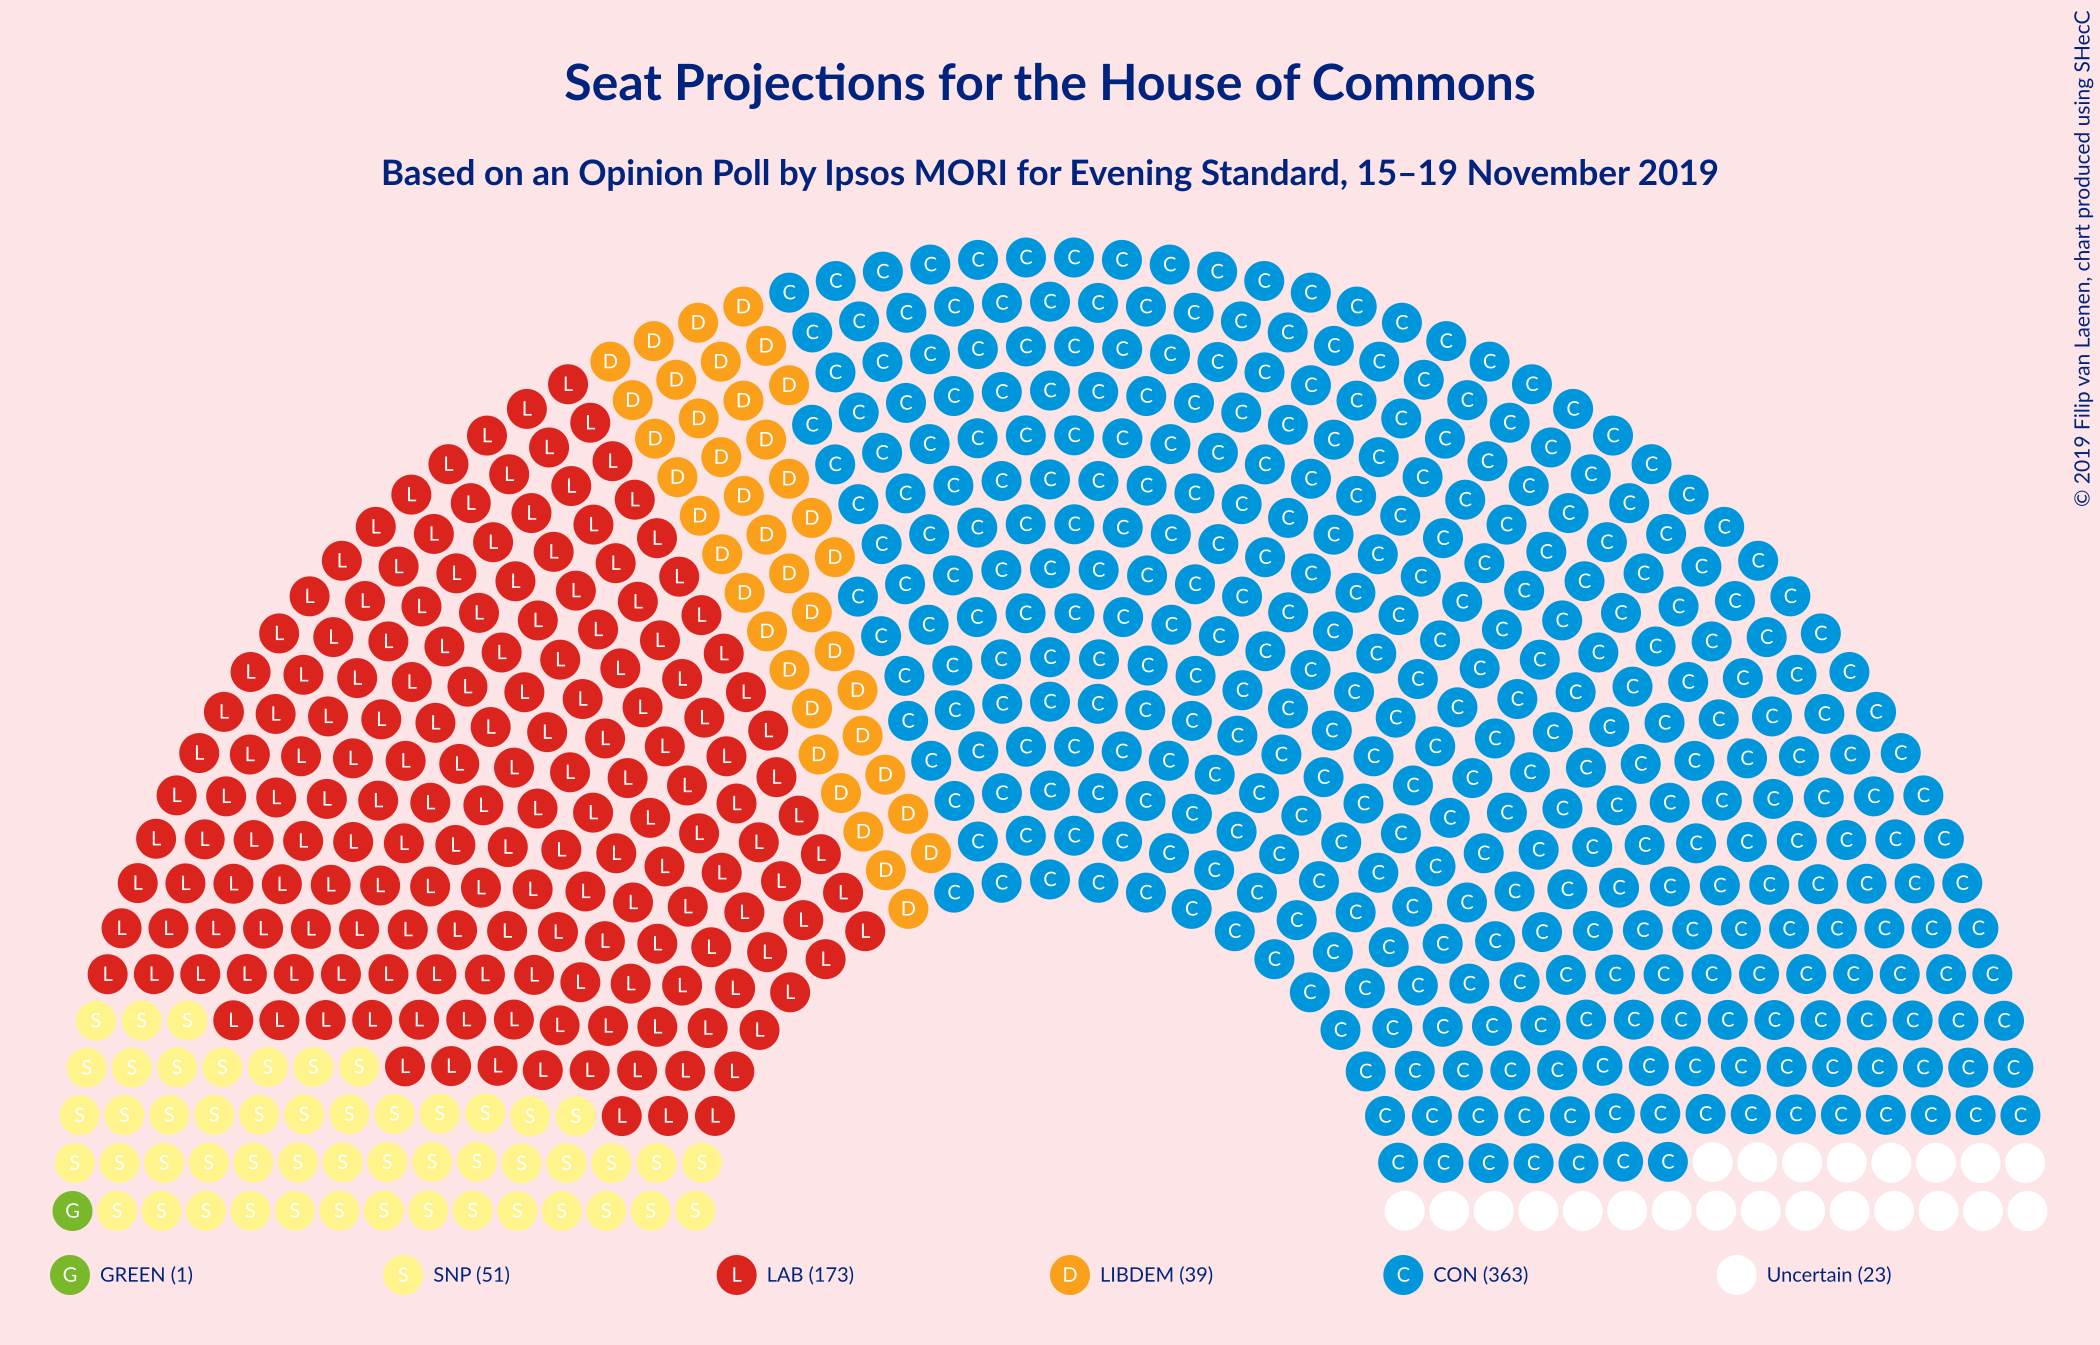 Seat Projections for the House of Commons
Based on an Opinion Poll by Ipsos MORI for Evening Standard, 15–19 November 2019
© 2019 Filip van Laenen, chart produced using SHecC
G GREEN (1)
S SNP (51)
L LAB (173)
D LIBDEM (39)
C CON (363)
Uncertain (23)